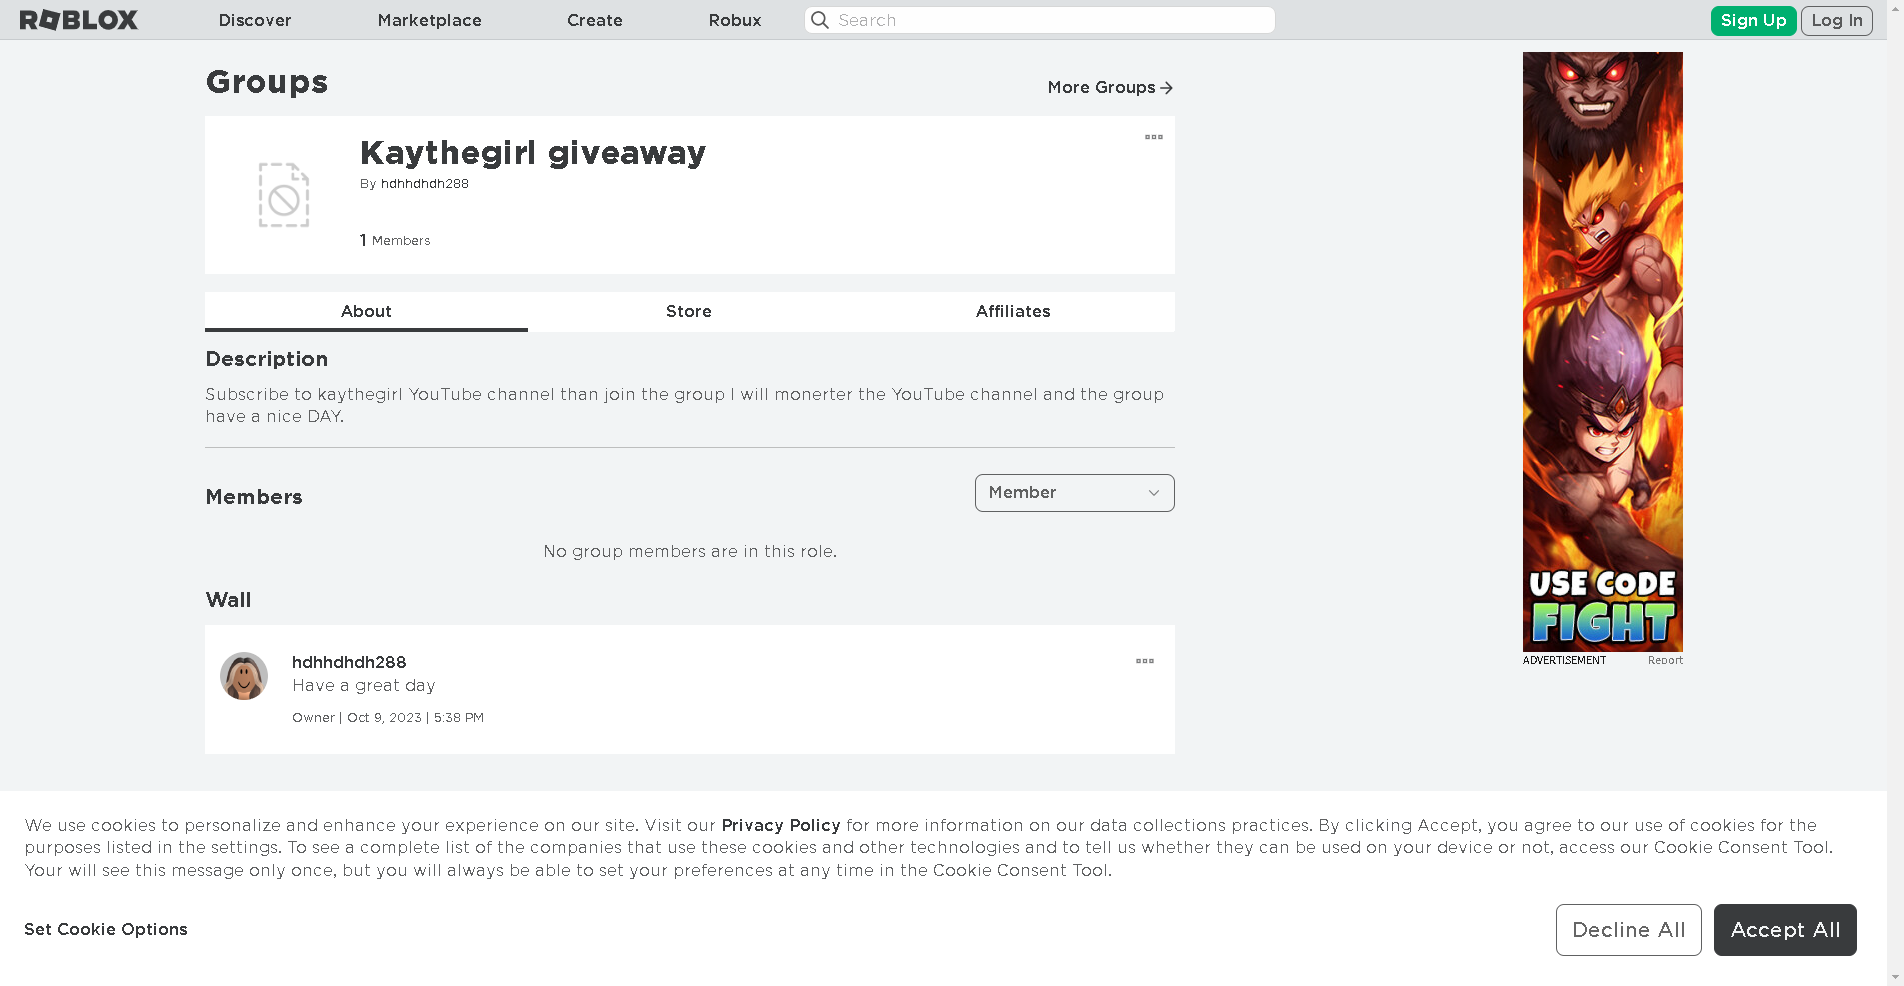 ROBLOX
Discover
Marketplace
Create
Robux
Search
Sign Up
Log In
Groups
More Groups
Kaythegirl giveaway
By hdhhdhdh288
1 Members
About
Store
Affiliates
Description
Subscribe to kaythegirl YouTube channel than join the group I will monerter the YouTube channel and the group
have a nice DAY.
Members
Member
No group members are in this role.
Wall
hdhhdhdh288
Have a great day
Owner | Oct 9, 2023 | 5:38 PM
USE CODE
FIGHT
ADVERTISEMENT
Report
We use cookies to personalize and enhance your experience on our site. Visit our Privacy Policy for more information on our data collections practices. By clicking Accept, you agree to our use of cookies for the
purposes listed in the settings. To see a complete list of the companies that use these cookies and other technologies and to tell us whether they can be used on your device or not, access our Cookie Consent Tool.
Your will see this message only once, but you will always be able to set your preferences at any time in the Cookie Consent Tool.
Set Cookie Options
Decline All
Accept All